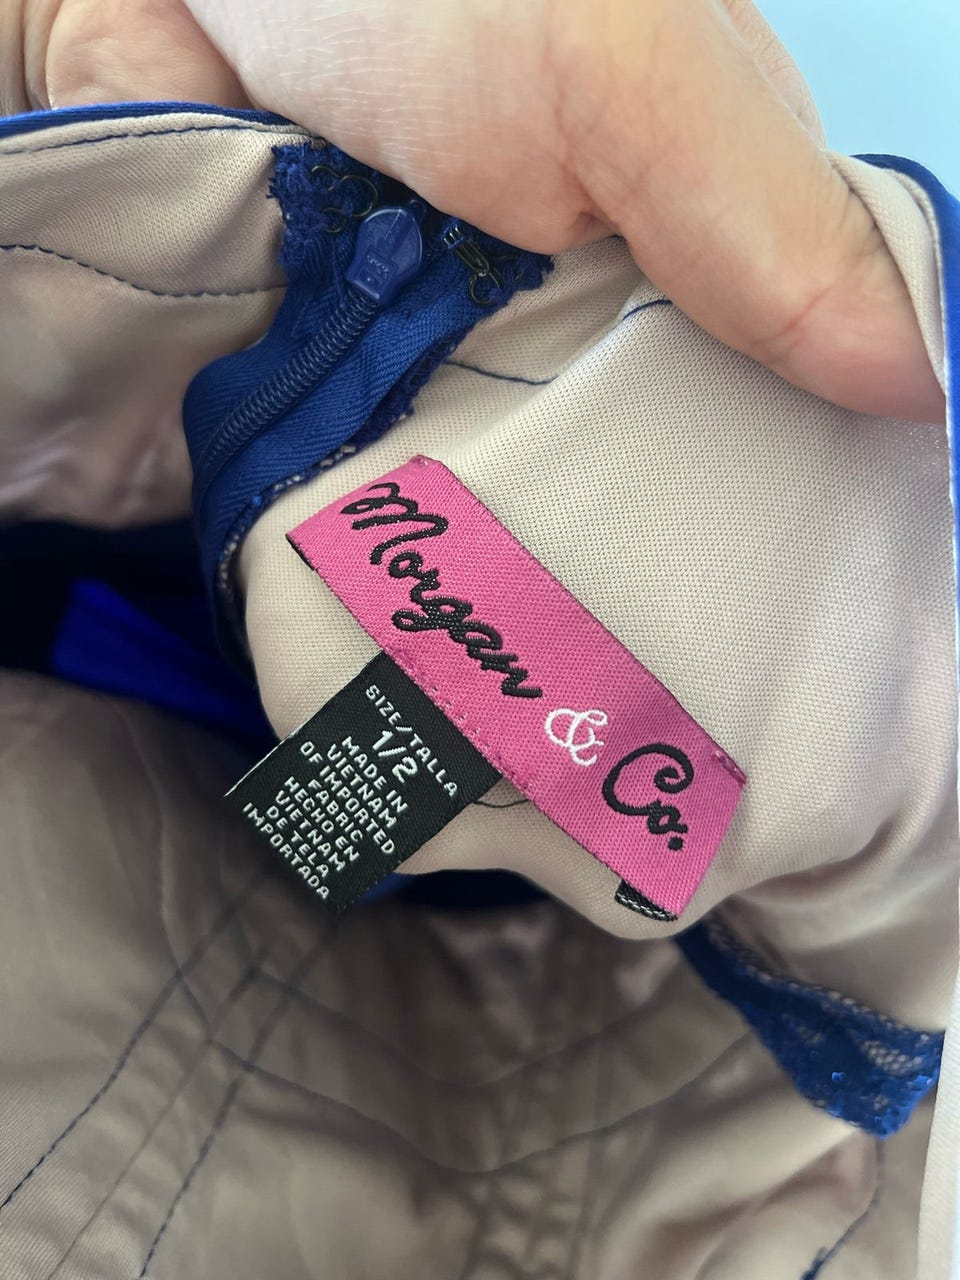 Morgan & Co.
SIZE/TALLA
1/2
MADE IN
VIETNAM
OF IMPORTED
FABRIC
HECHO EN
VIETNAM
DE TELA
IMPORTADA